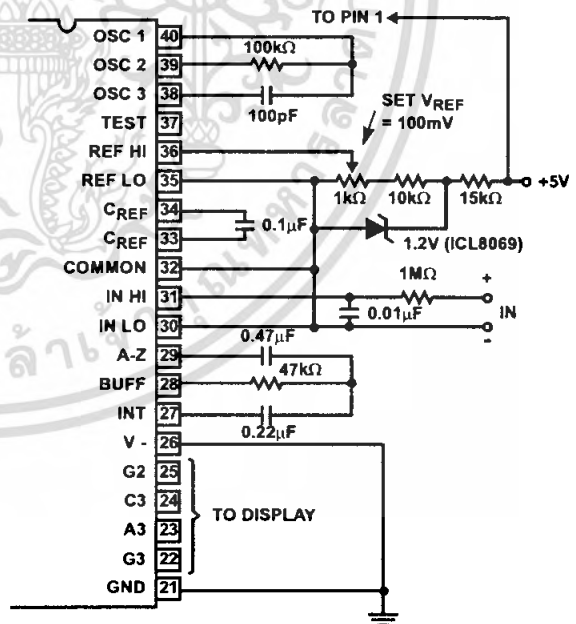 TO PIN 1
OSC 1 40
100kΩ
OSC 2 39
OSC 3 38
100pF
SET VREF
= 100mV
TEST 37
REF HI 36
REF LO 35
1kΩ 10kΩ 15kΩ
+5V
CREF 34
0.1μF
CREF 33
1.2V (ICL8069)
COMMON 32
1MΩ
+
IN HI 31
0.01μF
IN
IN LO 30
-
0.47μF
A-Z 29
47kΩ
BUFF 28
INT 27
0.22μF
V - 26
G2 25
C3 24
TO DISPLAY
A3 23
G3 22
GND 21